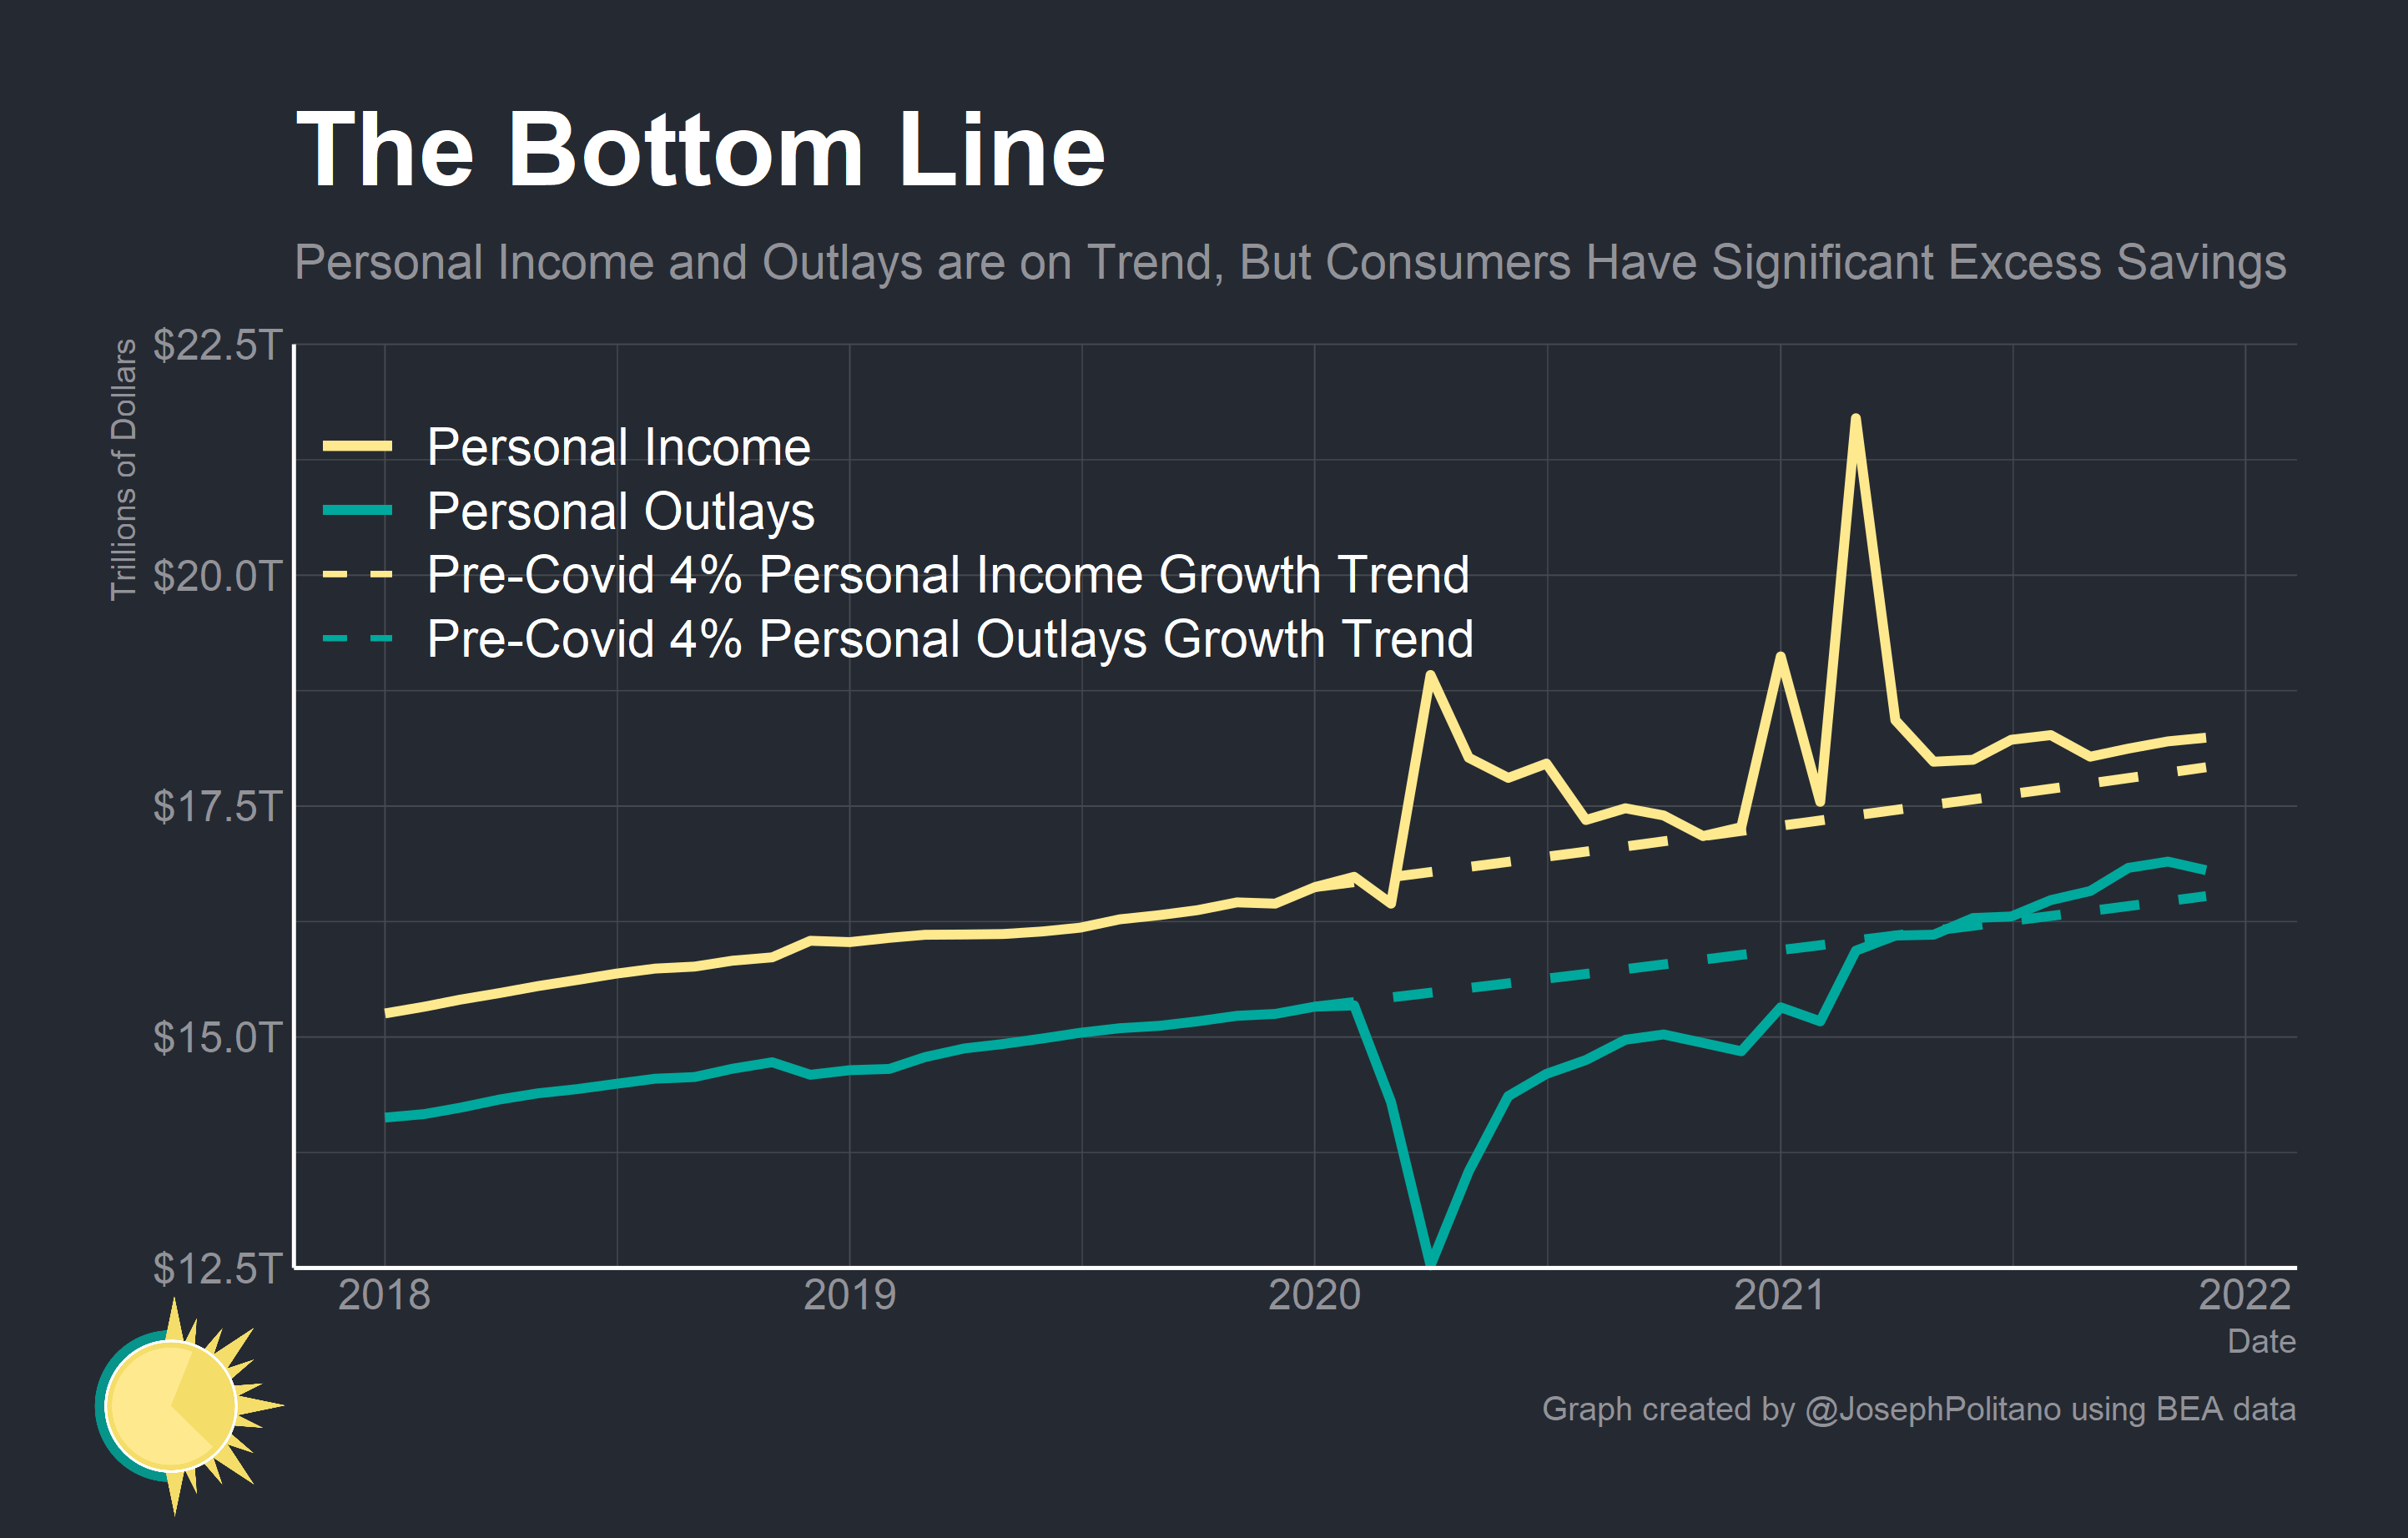 The Bottom Line
Personal Income and Outlays are on Trend, But Consumers Have Significant Excess Savings
Trillions of Dollars
$22.5T
$20.0T
$17.5T
$15.0T
$12.5T
Personal Income
Personal Outlays
Pre-Covid 4% Personal Income Growth Trend
Pre-Covid 4% Personal Outlays Growth Trend
2018 2019 2020 2021 2022
Date
Graph created by @JosephPolitano using BEA data